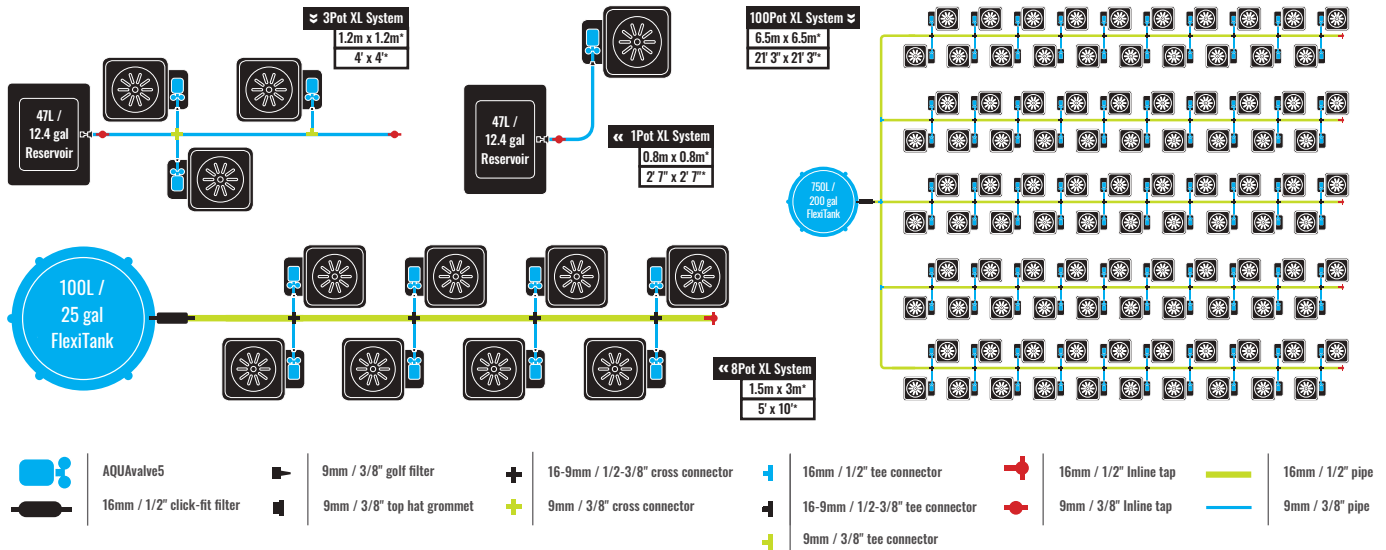 » 3Pot XL System
1.2m x 1.2m*
4' x 4'*
47L /
12.4 gal
Reservoir
47L /
12.4 gal
Reservoir
« 1Pot XL System
0.8m x 0.8m*
2' 7" x 2' 7"*
100Pot XL System »
6.5m x 6.5m*
21' 3" x 21' 3"*
750L /
200 gal
FlexiTank
100L /
25 gal
FlexiTank
« 8Pot XL System
1.5m x 3m*
5' x 10'*
AQUAvalve5
16mm / 1/2" click-fit filter
9mm / 3/8" golf filter
9mm / 3/8" top hat grommet
16-9mm / 1/2-3/8" cross connector
9mm / 3/8" cross connector
16mm / 1/2" tee connector
16-9mm / 1/2-3/8" tee connector
9mm / 3/8" tee connector
16mm / 1/2" Inline tap
9mm / 3/8" Inline tap
16mm / 1/2" pipe
9mm / 3/8" pipe